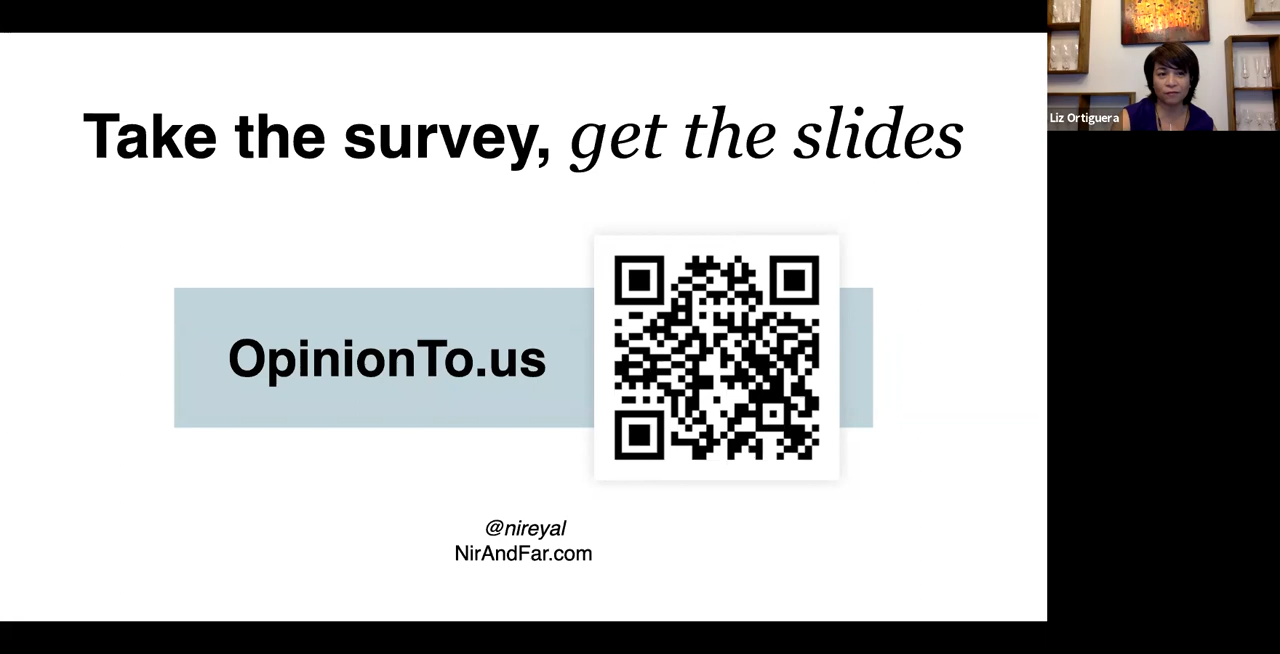 Take the survey, get the slides
OpinionTo.us
@nireyal
NirAndFar.com
Liz Ortiguera